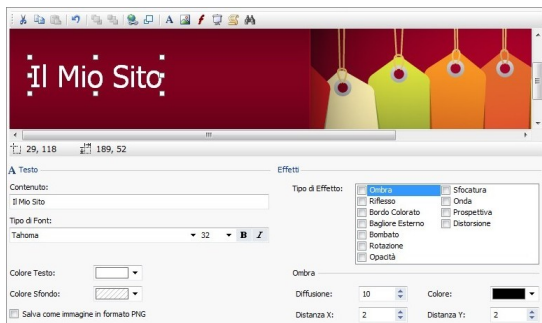 Il Mio Sito
29, 118 189, 52
A Testo
Effetti
Contenuto:
Il Mio Sito
Tipo di Font:
Tahoma 32 B I
Colore Testo:
Colore Sfondo:
Salva come immagine in formato PNG
Tipo di Effetto:
Ombra
Riflesso
Bordo Colorato
Bagliore Esterno
Bombato
Rotazione
Opacità
Sfocatura
Onda
Prospettiva
Distorsione
Ombra
Diffusione: 10 Colore:
Distanza X: 2 Distanza Y: 2